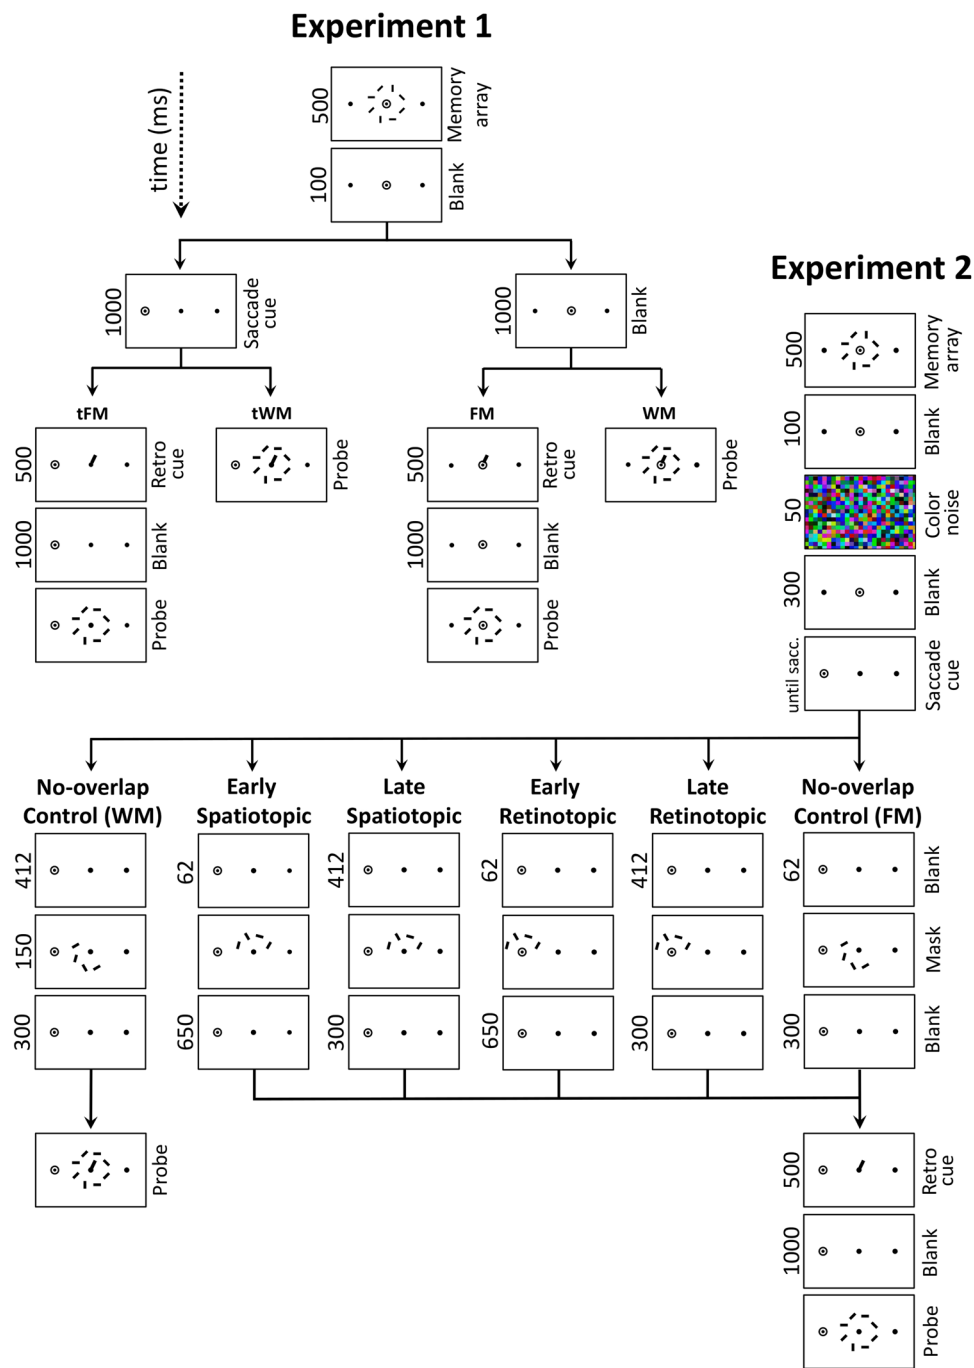 Experiment 1
time (ms)
500
Memory
array
100
Blank
1000
Saccade
cue
1000
Blank
tFM
tWM
FM
WM
500
Retro
cue
Probe
500
Retro
cue
Probe
1000
Blank
1000
Blank
Probe
Probe
Experiment 2
500
Memory
array
100
Blank
50
Color
noise
300
Blank
until sacc.
Saccade
cue
No-overlap
Control (WM)
Early
Spatiotopic
Late
Spatiotopic
Early
Retinotopic
Late
Retinotopic
No-overlap
Control (FM)
412
62
412
62
412
62
Blank
150
Mask
300
650
300
650
300
300
Blank
Probe
500
Retro
cue
1000
Blank
Probe